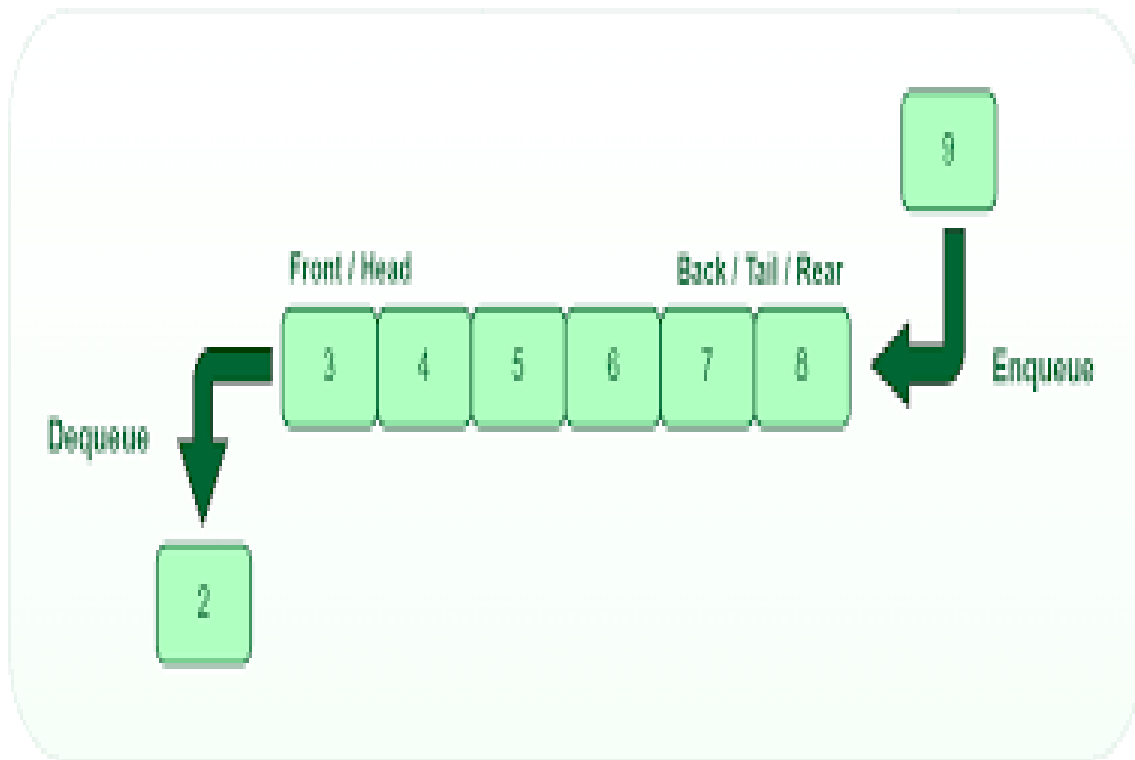 9
Front / Head
Back / Tail / Rear
3 4 5 6 7 8
Enqueue
Dequeue
2